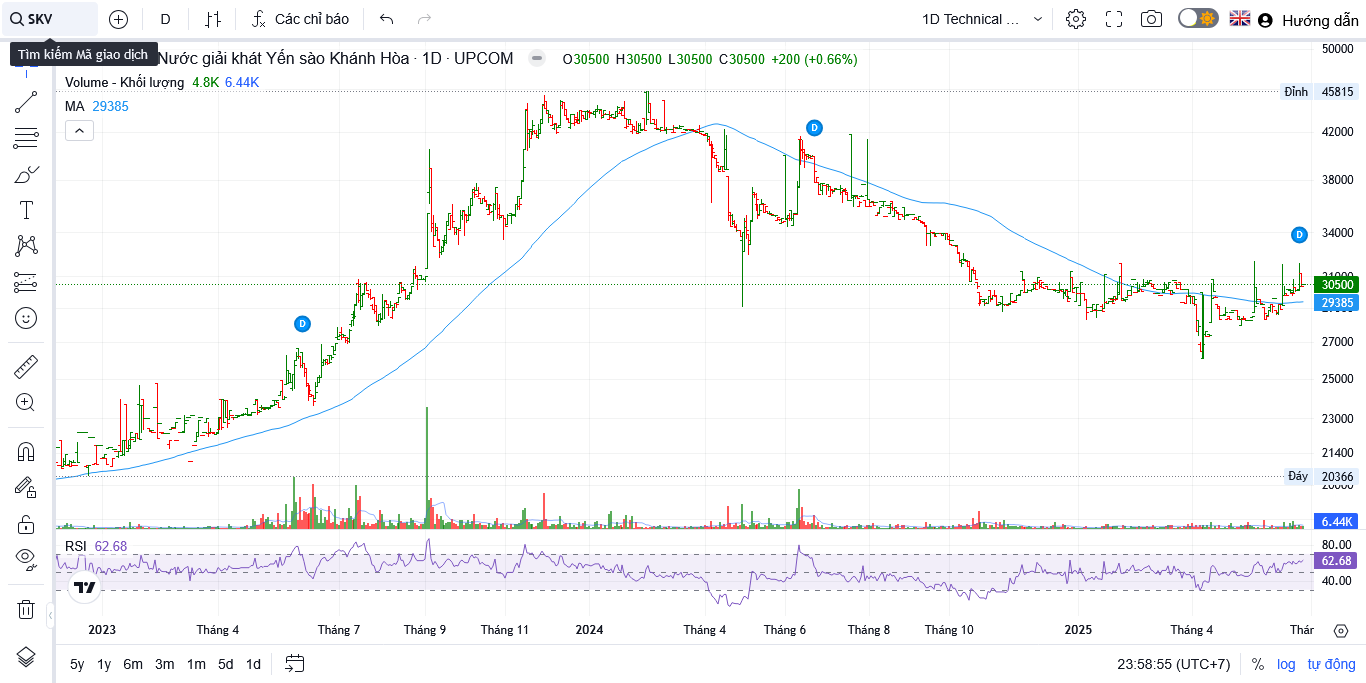 SKV D Các chỉ báo 1D Technical ... Hướng dẫn
Tìm kiếm Mã giao dịch
Nước giải khát Yến sào Khánh Hòa · 1D · UPCOM O30500 H30500 L30500 C30500 +200 (+0.66%)
Volume - Khối lượng 4.8K 6.44K
MA 29385
50000
Đỉnh 45815
42000
38000
34000
D
D
D
31000
30500
29385
27000
25000
23000
21400
Đáy 20366
20000
6.44K
RSI 62.68
80.00
62.68
40.00
2023 Tháng 4 Tháng 7 Tháng 9 Tháng 11 2024 Tháng 4 Tháng 6 Tháng 8 Tháng 10 2025 Tháng 4 Thár
5y 1y 6m 3m 1m 5d 1d 23:58:55 (UTC+7) % log tự động